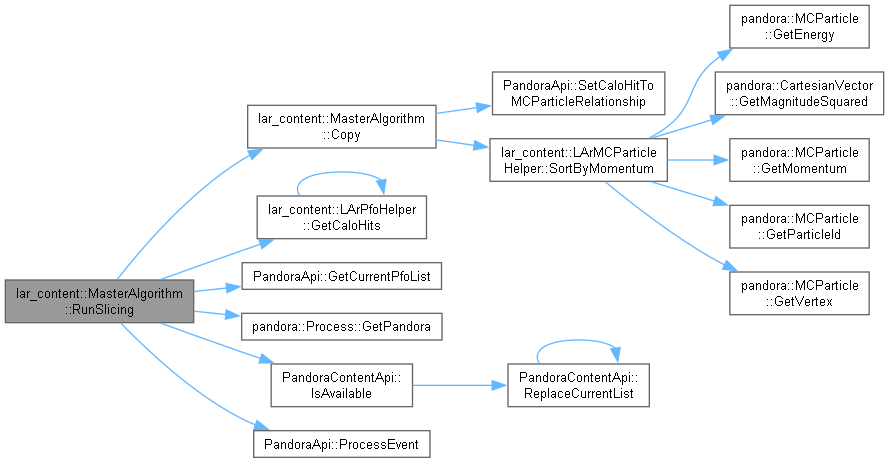 lar_content::MasterAlgorithm
::RunSlicing
lar_content::MasterAlgorithm
::Copy
lar_content::LArPfoHelper
::GetCaloHits
PandoraApi::GetCurrentPfoList
pandora::Process::GetPandora
PandoraContentApi::
IsAvailable
PandoraApi::ProcessEvent
PandoraApi::SetCaloHitTo
MCParticleRelationship
lar_content::LArMCParticle
Helper::SortByMomentum
PandoraContentApi::
ReplaceCurrentList
pandora::MCParticle
::GetEnergy
pandora::CartesianVector
::GetMagnitudeSquared
pandora::MCParticle
::GetMomentum
pandora::MCParticle
::GetParticleId
pandora::MCParticle
::GetVertex